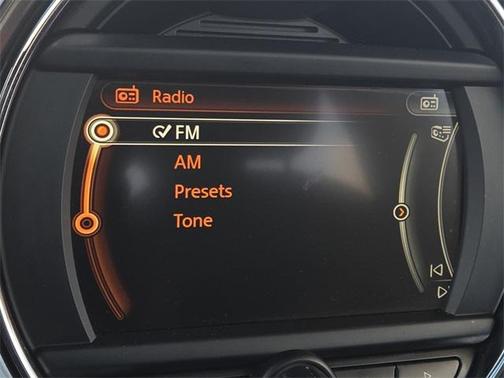 Radio
FM
AM
Presets
Tone